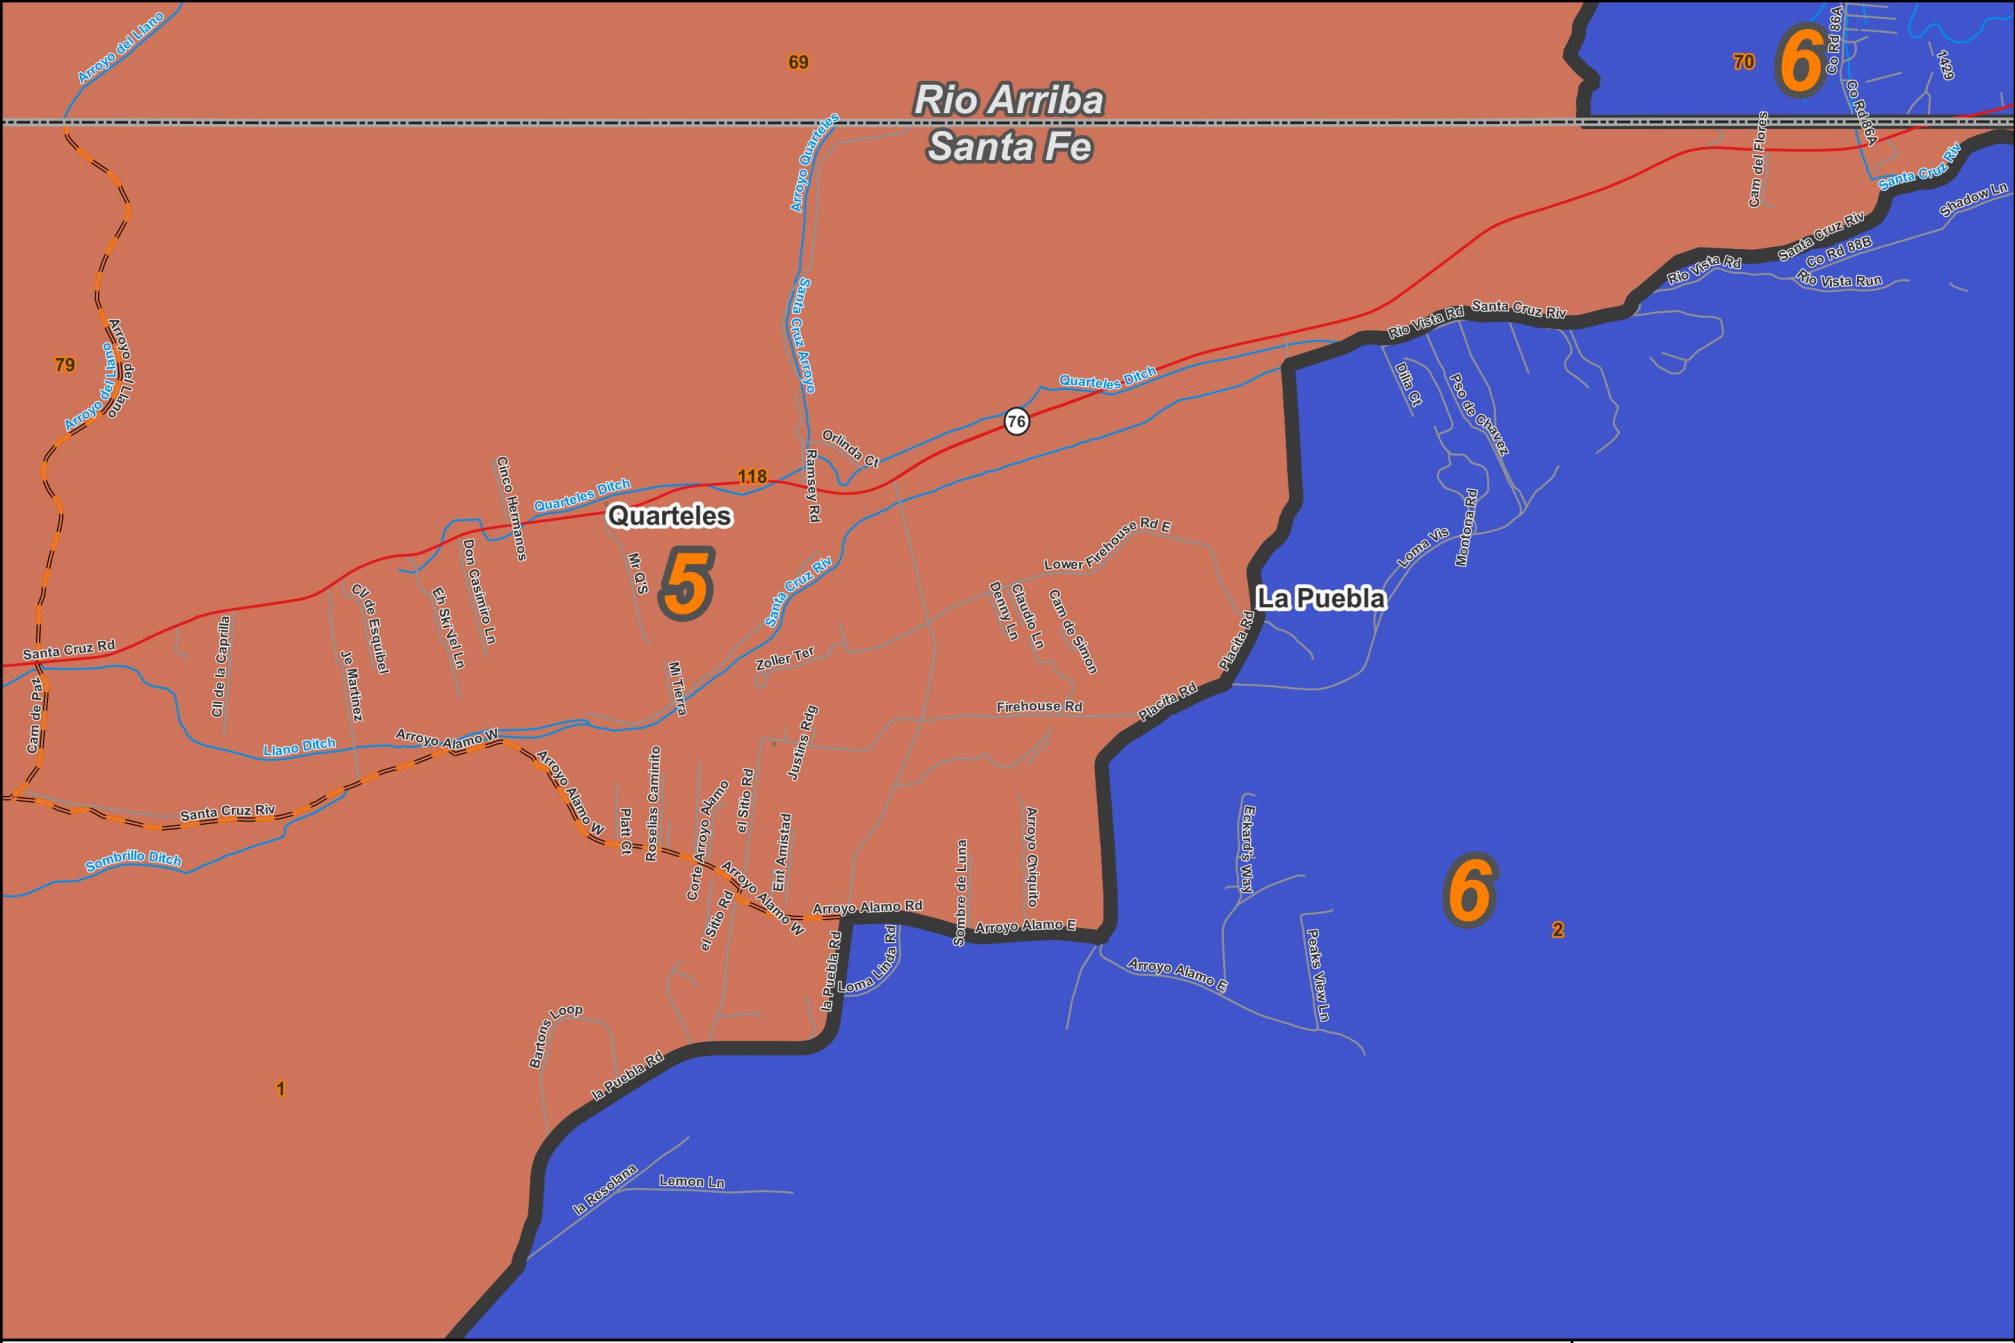 Arroyo del Llano
69
70
6
Co Rd 86A
1429
Rio Arriba
Santa Fe
Arroyo Quarteles
Cam del Flores
Co Rd 86A
Santa Cruz Riv
Shadow Ln
Santa Cruz Riv
Co Rd 88B
Rio Vista Rd
Rio Vista Run
Santa Cruz Arroyo
Santa Cruz Riv
Rio Vista Rd
79
Arroyo del Llano
Arroyo del Llano
Quarteles Ditch
Dilia Ct
Pso de Chavez
76
Orlinda Ct
Ramsey Rd
118
Cinco Hermanos
Quarteles Ditch
Quarteles
5
Mr Q'S
Don Casimiro Ln
Eh Ski Vel Ln
Cll de Esquibel
Lower Firehouse Rd E
Montona Rd
Loma Vis
La Puebla
Denny Ln
Claudio Ln
Cam de Simon
Santa Cruz Riv
Placita Rd
Santa Cruz Rd
Cll de la Caprilla
Je Martinez
Mi Tierra
Zoller Ter
Cam de Paz
Firehouse Rd
Placita Rd
Llano Ditch
Arroyo Alamo W
Justins Rdg
Arroyo Alamo W
Roselias Caminito
Platt Ct
Corte Arroyo Alamo
el Sitio Rd
Ent Amistad
Santa Cruz Riv
Sombrillo Ditch
Arroyo Chiquito
Sombre de Luna
Eckard's Way
6
2
Arroyo Alamo W
el Sitio Rd
Arroyo Alamo Rd
Arroyo Alamo E
la Puebla Rd
Loma Linda Rd
Arroyo Alamo E
Peaks View Ln
Bartons Loop
la Puebla Rd
1
la Resolana
Lemon Ln